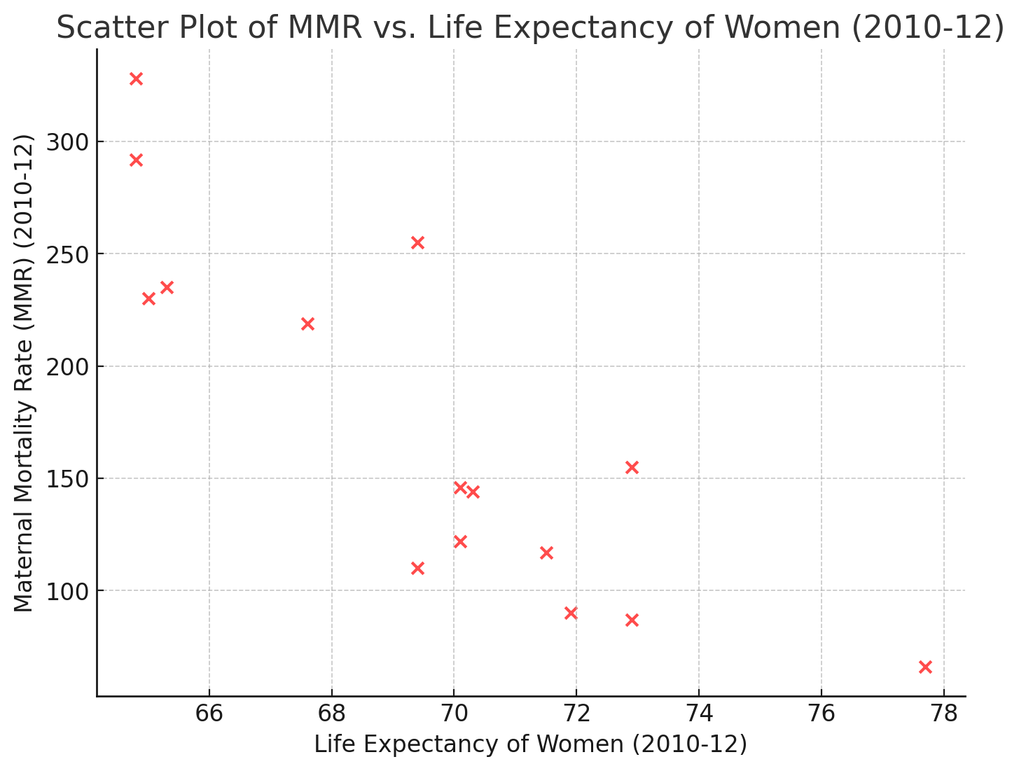 Scatter Plot of MMR vs. Life Expectancy of Women (2010-12)
Maternal Mortality Rate (MMR) (2010-12)
300
250
200
150
100
66 68 70 72 74 76 78
Life Expectancy of Women (2010-12)